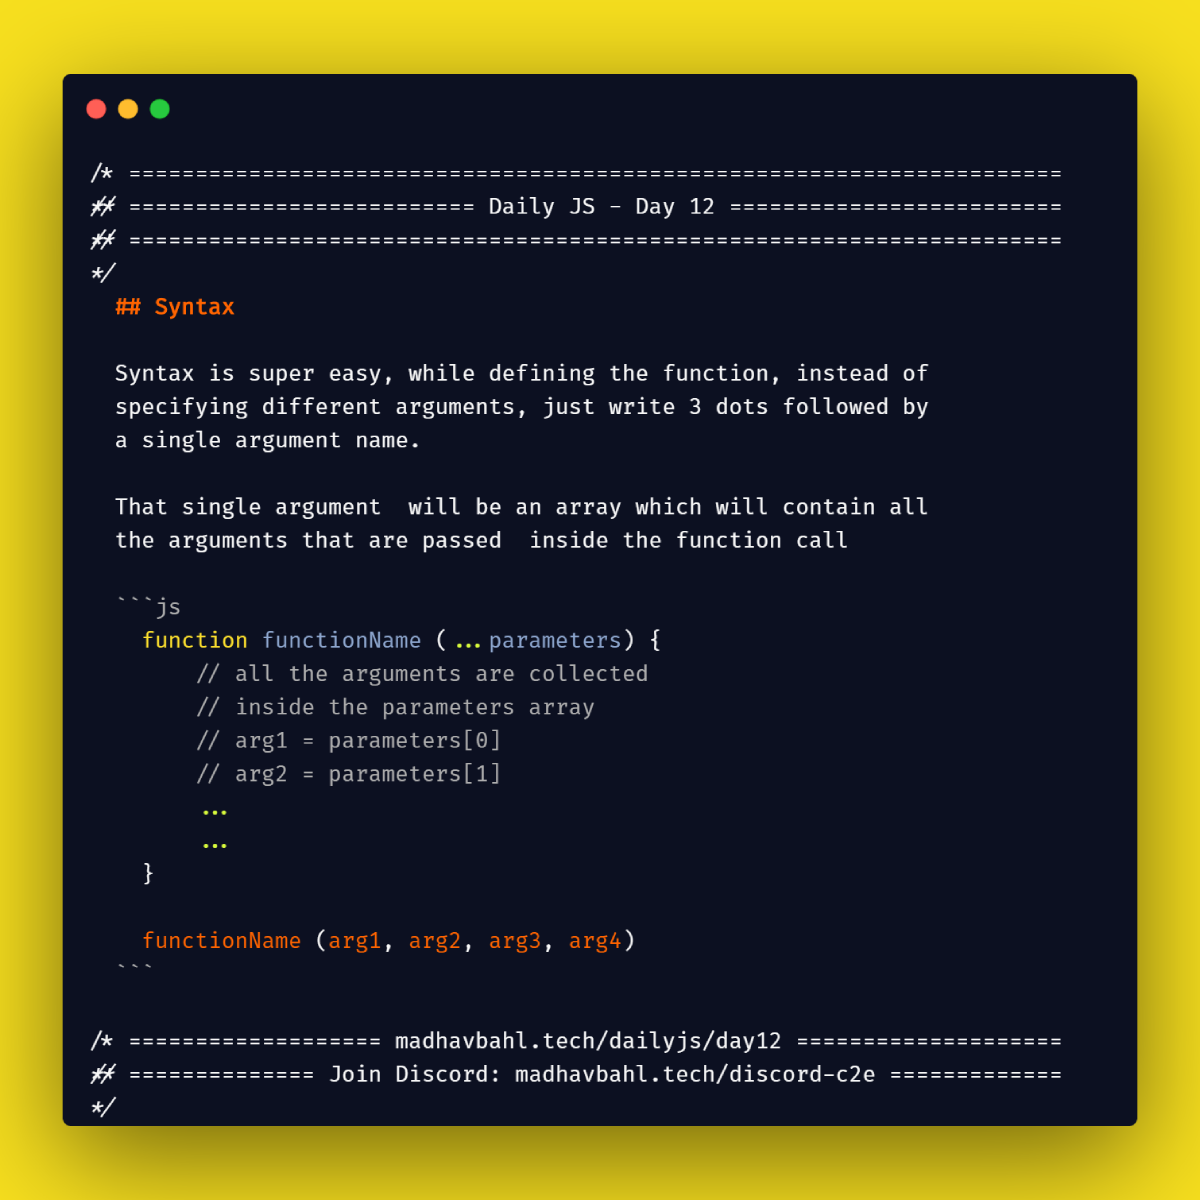 /* ======================================================================
** ========================== Daily JS - Day 12 =========================
** ======================================================================
*/
## Syntax
Syntax is super easy, while defining the function, instead of
specifying different arguments, just write 3 dots followed by
a single argument name.
That single argument  will be an array which will contain all
the arguments that are passed  inside the function call
```js
function functionName (...parameters) {
// all the arguments are collected
// inside the parameters array
// arg1 = parameters[0]
// arg2 = parameters[1]
...
...
}
functionName (arg1, arg2, arg3, arg4)
```
/* =================== madhavbahl.tech/dailyjs/day12 ====================
** ============== Join Discord: madhavbahl.tech/discord-c2e =============
*/